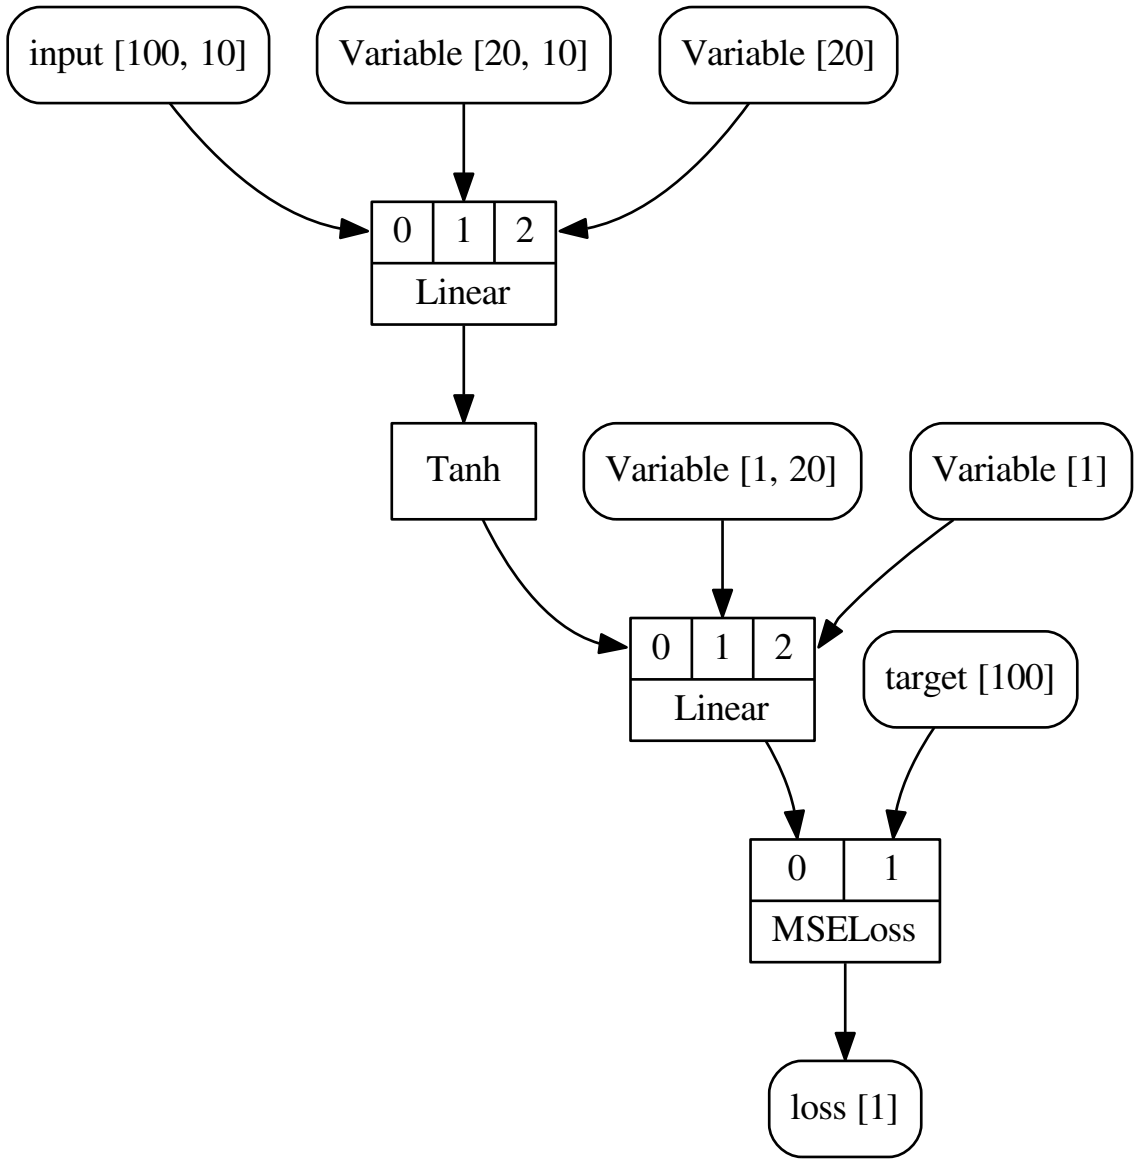 input [100, 10]
Variable [20, 10]
Variable [20]
0 1 2
Linear
Tanh
Variable [1, 20]
Variable [1]
0 1 2
Linear
target [100]
0 1
MSELoss
loss [1]